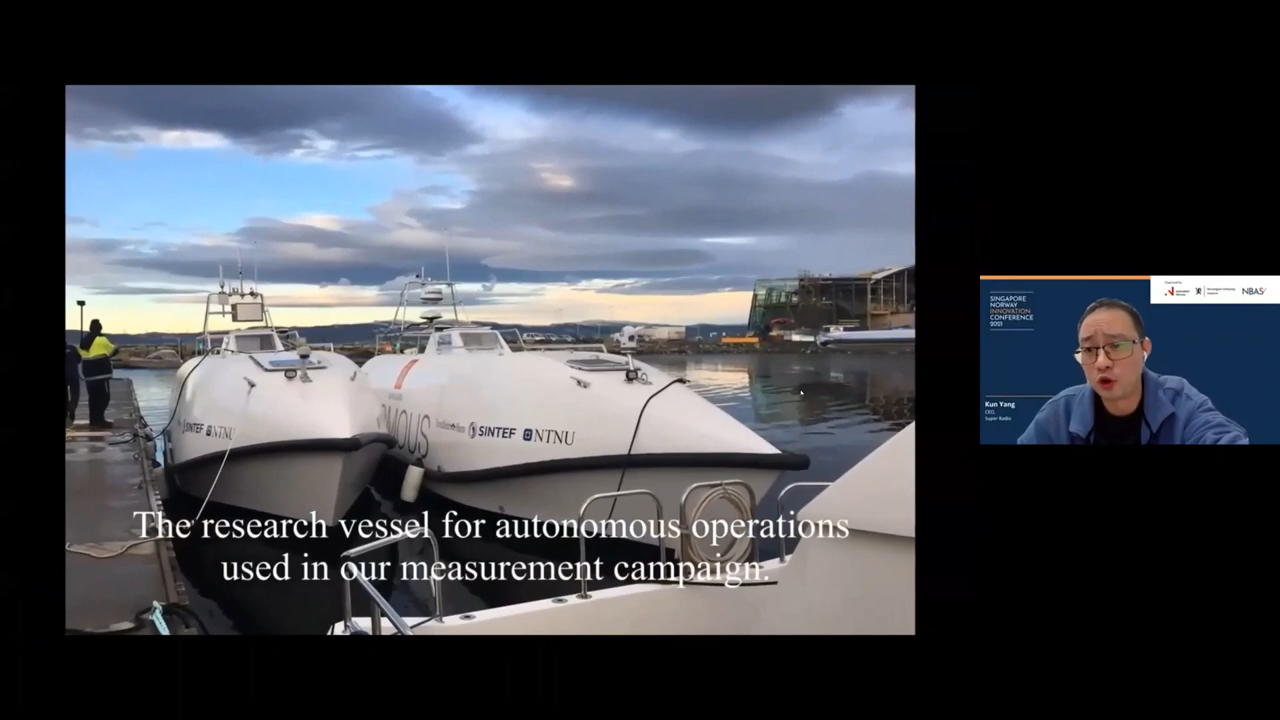 SINTEF NTNU
MOUS
SINTEF NTNU
The research vessel for autonomous operations
used in our measurement campaign.
SINGAPORE
NORWAY
INNOVATION
CONFERENCE
2021
NBAS
Kun Yang
CEO,
Super Radio